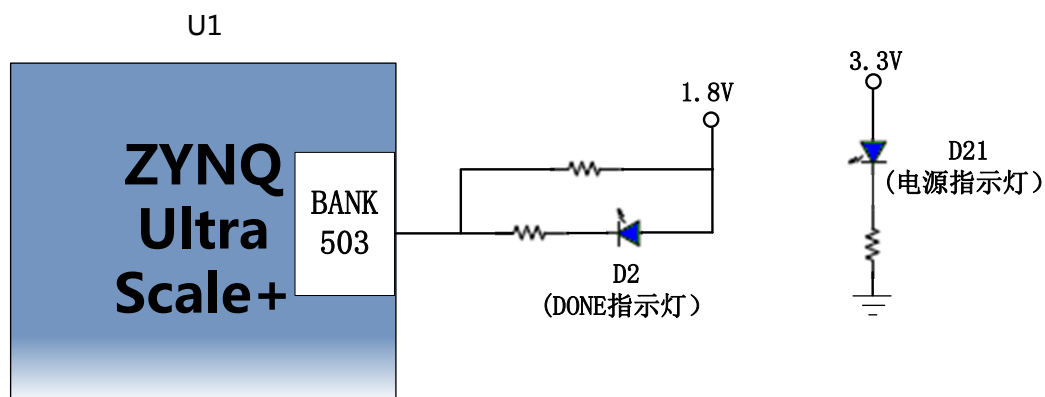 U1
ZYNQ
Ultra
Scale+
BANK
503
1.8V
D2
(DONE指示灯）
3.3V
D21
（电源指示灯）